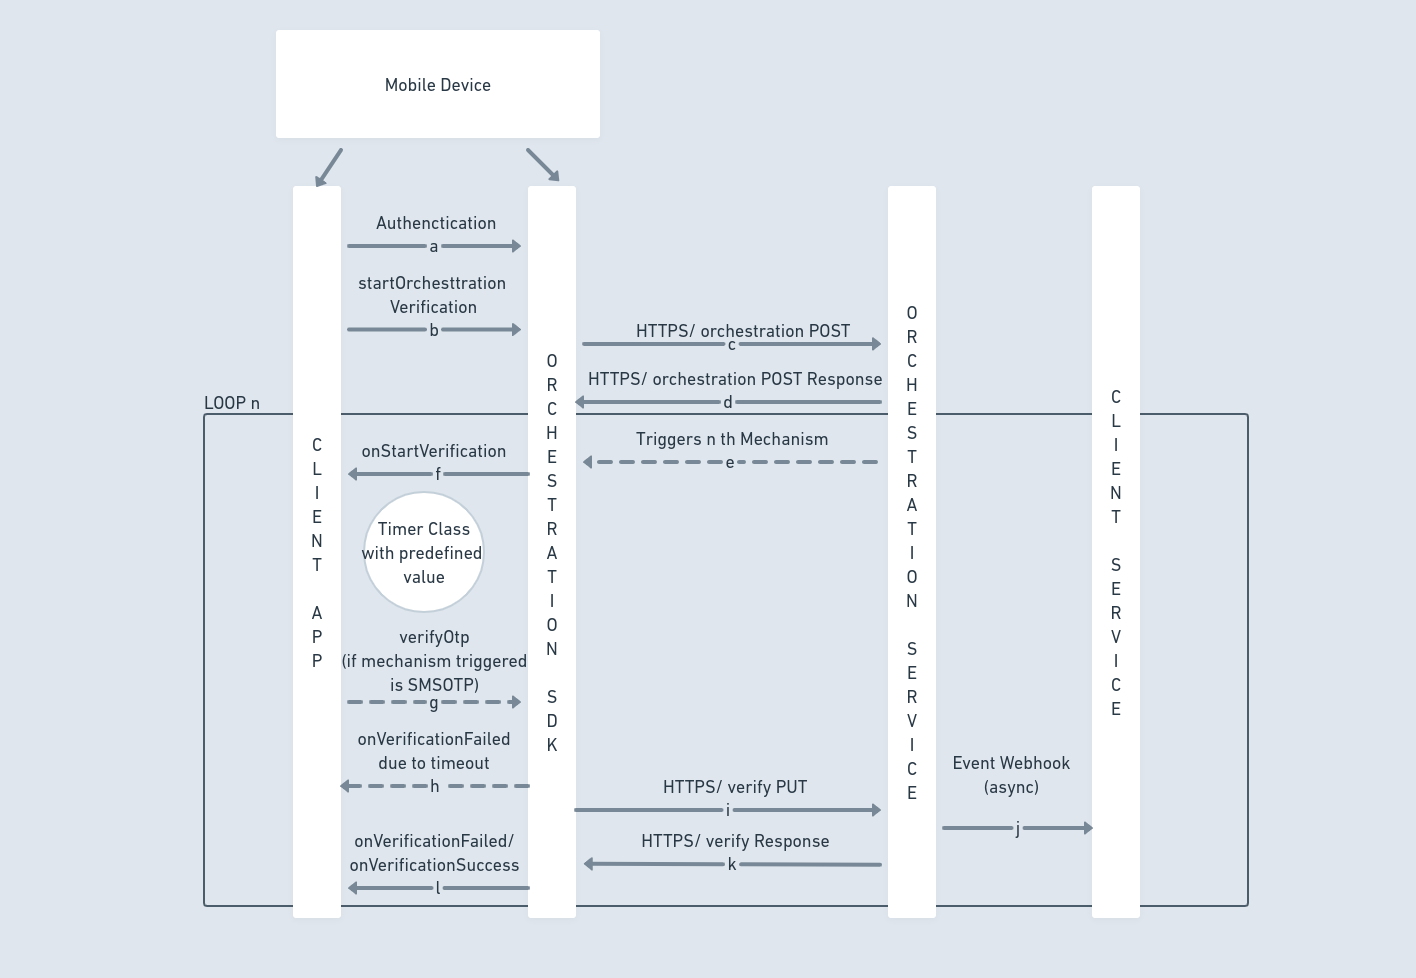 Mobile Device
Authenctication
a
startOrchesttration
Verification
b
HTTPS/ orchestration POST
c
HTTPS/ orchestration POST Response
d
LOOP n
Triggers n th Mechanism
e
onStartVerification
f
Timer Class
with predefined
value
verifyOtp
(if mechanism triggered
is SMSOTP)
g
onVerificationFailed
due to timeout
h
HTTPS/ verify PUT
i
Event Webhook
(async)
j
HTTPS/ verify Response
k
onVerificationFailed/
onVerificationSuccess
l
CLIENT APP
ORCHESTRATION SDK
ORCHESTRATION SERVICE
CLIENT SERVICE